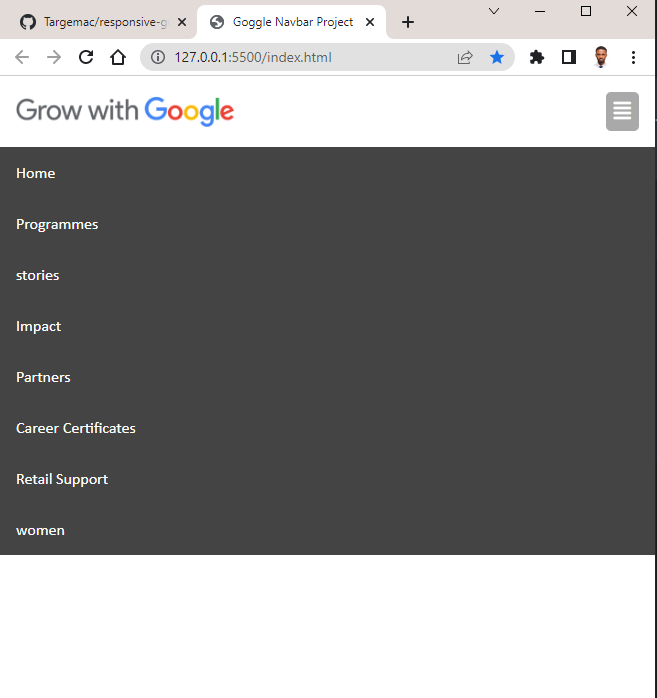 Targemac/responsive-g
Goggle Navbar Project
127.0.0.1:5500/index.html
Grow with Google
Home
Programmes
stories
Impact
Partners
Career Certificates
Retail Support
women